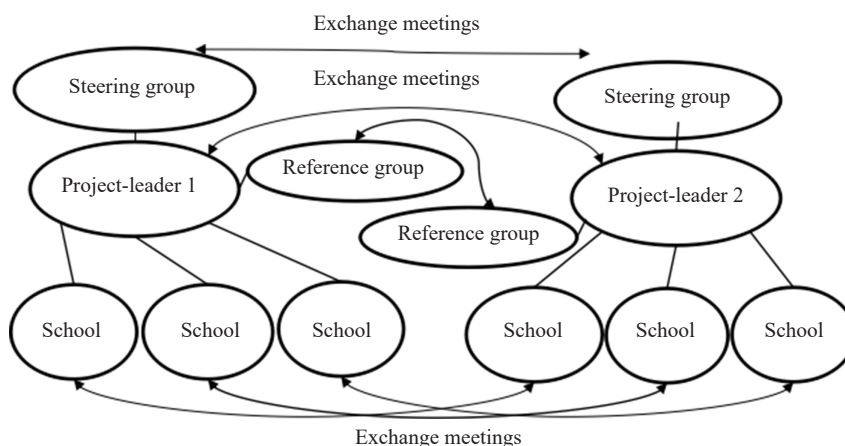 Exchange meetings
Exchange meetings
Steering group
Steering group
Project-leader 1
Reference group
Project-leader 2
Reference group
School
School
School
School
School
School
Exchange meetings